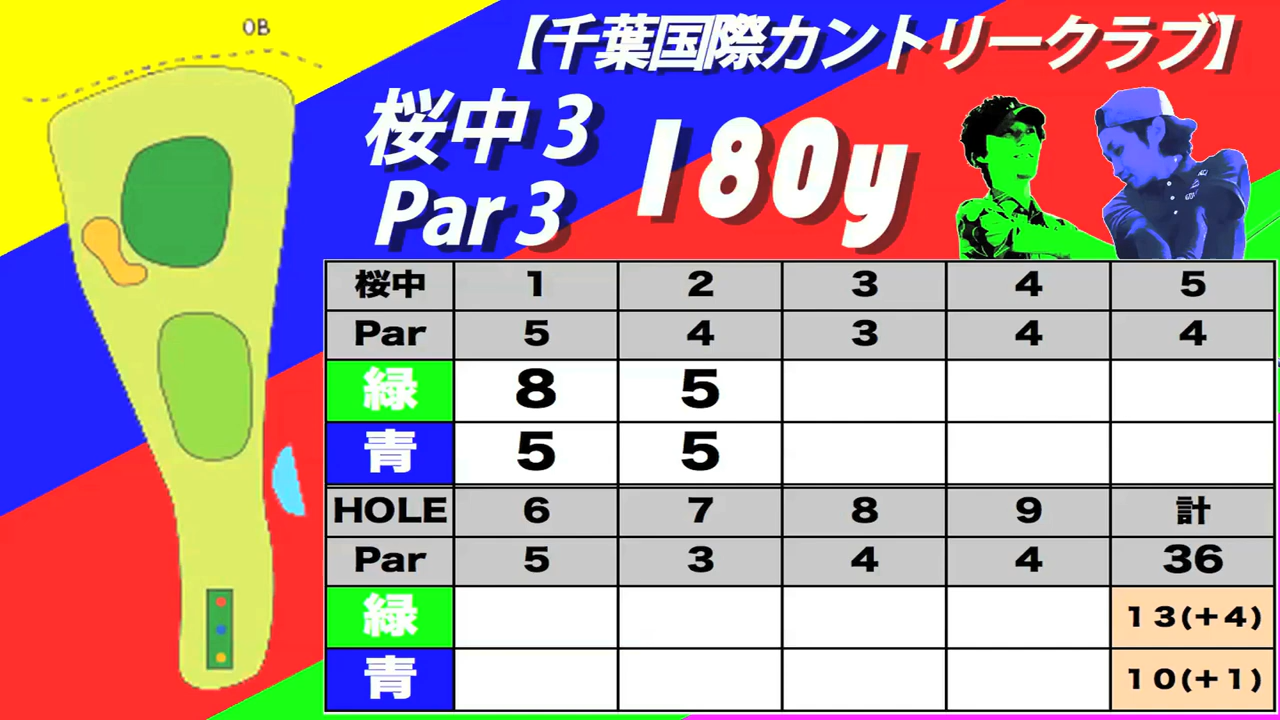 OB
【千葉国際カントリークラブ】
桜中 3
Par 3
180y
桜中 1 2 3 4 5
Par 5 4 3 4 4
緑 8 5
青 5 5
HOLE 6 7 8 9 計
Par 5 3 4 4 36
緑 13(+4)
青 10(+1)